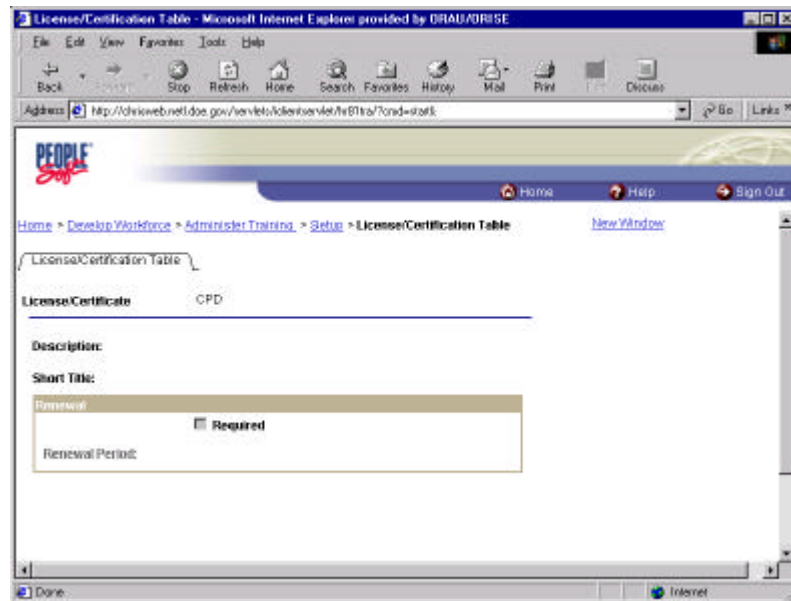 License/Certification Table - Microsoft Internet Explorer provided by ORAU/ORISE
File Edit View Favorites Tools Help
Back Stop Refresh Home Search Favorites History Mail Print Discuss
Address Go Links »
PEOPLE
Soft
Home Help Sign Out
Home > Develop Workforce > Administer Training > Setup > License/Certification Table New Window
License/Certification Table
License/Certificate CPD
Description:
Short Title:
Renewal
Required
Renewal Period:
Done Internet